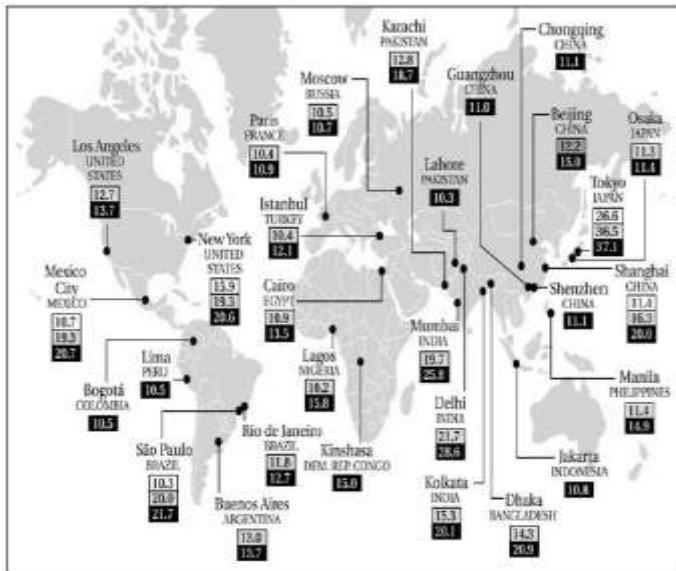 Karachi
PAKISTAN
12.8
18.7
Chongqing
CHINA
11.1
Moscow
RUSSIA
10.5
10.7
Guangzhou
CHINA
11.0
Paris
FRANCE
10.4
10.9
Beijing
CHINA
12.2
15.0
Osaka
JAPAN
11.3
11.4
Los Angeles
UNITED
STATES
12.7
13.7
Lahore
PAKISTAN
10.3
Tokyo
JAPAN
26.6
36.5
37.1
Istanbul
TURKEY
10.4
12.1
New York
UNITED
STATES
15.9
19.3
20.6
Mexico
City
MEXICO
10.7
19.3
20.7
Cairo
EGYPT
10.9
13.5
Shenzhen
CHINA
11.1
Shanghai
CHINA
11.4
16.3
20.0
Mumbai
INDIA
19.7
25.8
Lima
PERU
10.5
Lagos
NIGERIA
10.2
15.8
Bogotá
COLOMBIA
10.5
Manila
PHILIPPINES
11.4
14.9
Delhi
INDIA
21.7
28.6
Rio de Janeiro
BRAZIL
11.8
12.7
São Paulo
BRAZIL
10.3
20.0
21.7
Kinshasa
DEM. REP. CONGO
15.0
Jakarta
INDONESIA
10.8
Kolkata
INDIA
15.3
20.1
Dhaka
BANGLADESH
14.3
20.9
Buenos Aires
ARGENTINA
13.0
13.7